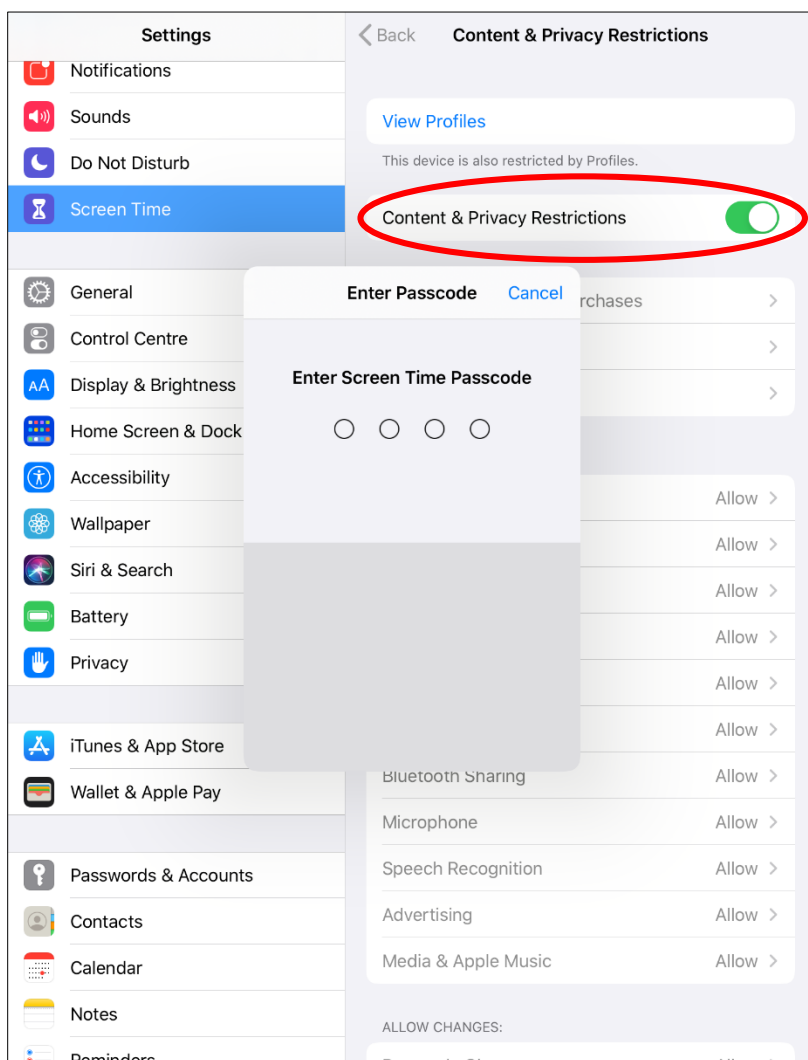 Settings
Notifications
Sounds
Do Not Disturb
Screen Time
General
Control Centre
AA
Display & Brightness
Home Screen & Dock
Accessibility
Wallpaper
Siri & Search
Battery
Privacy
iTunes & App Store
Wallet & Apple Pay
Passwords & Accounts
Contacts
Calendar
Notes
Reminders
Back Content & Privacy Restrictions
View Profiles
This device is also restricted by Profiles.
Content & Privacy Restrictions
rchases
Enter Passcode Cancel
Enter Screen Time Passcode
Allow
Allow
Allow
Allow
Allow
Allow
Bluetooth Sharing Allow
Microphone Allow
Speech Recognition Allow
Advertising Allow
Media & Apple Music Allow
ALLOW CHANGES: